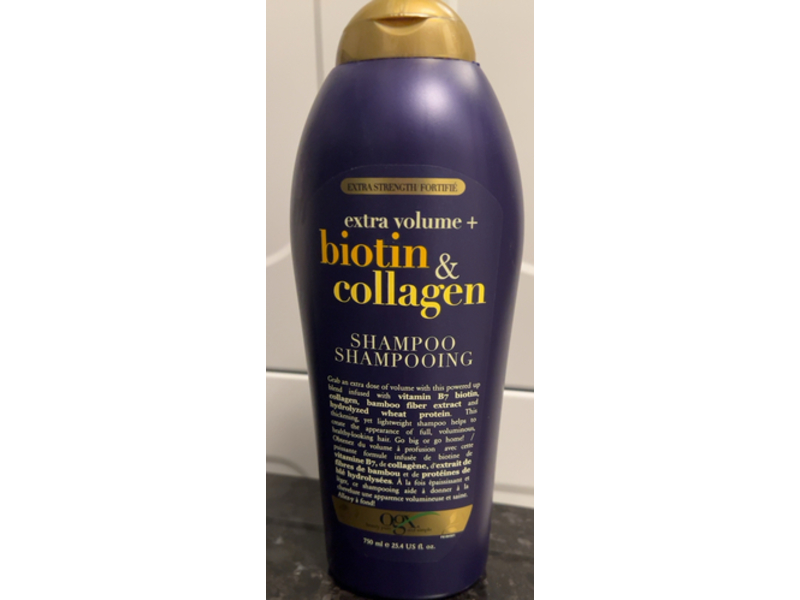 EXTRA STRENGTH FORTIFIÉ
extra volume +
biotin
&
collagen
SHAMPOO
SHAMPOOING
Grab an extra dose of volume with this powered up
blend infused with vitamin B7 biotin,
collagen, bamboo fiber extract and
hydrolyzed wheat protein. This
thickening, yet lightweight shampoo helps to
create the appearance of full, voluminous,
healthy-looking hair. Go big or go home! /
Obtenez du volume à profusion avec cette
puissante formule infusée de biotine de
vitamine B7, de collagène, d'extrait de
fibres de bambou et de protéines de
blé hydrolysées. À la fois épaississant et
léger, ce shampooing aide à donner à la
chevelure une apparence volumineuse et saine.
à fond!
ogx
750 ml e 25.4 US fl. oz.